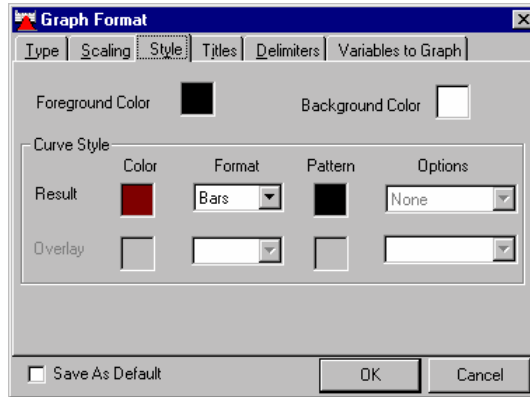 Graph Format
Type Scaling Style Titles Delimiters Variables to Graph
Foreground Color Background Color
Curve Style
Color Format Pattern Options
Result Bars None
Overlay
Save As Default OK Cancel